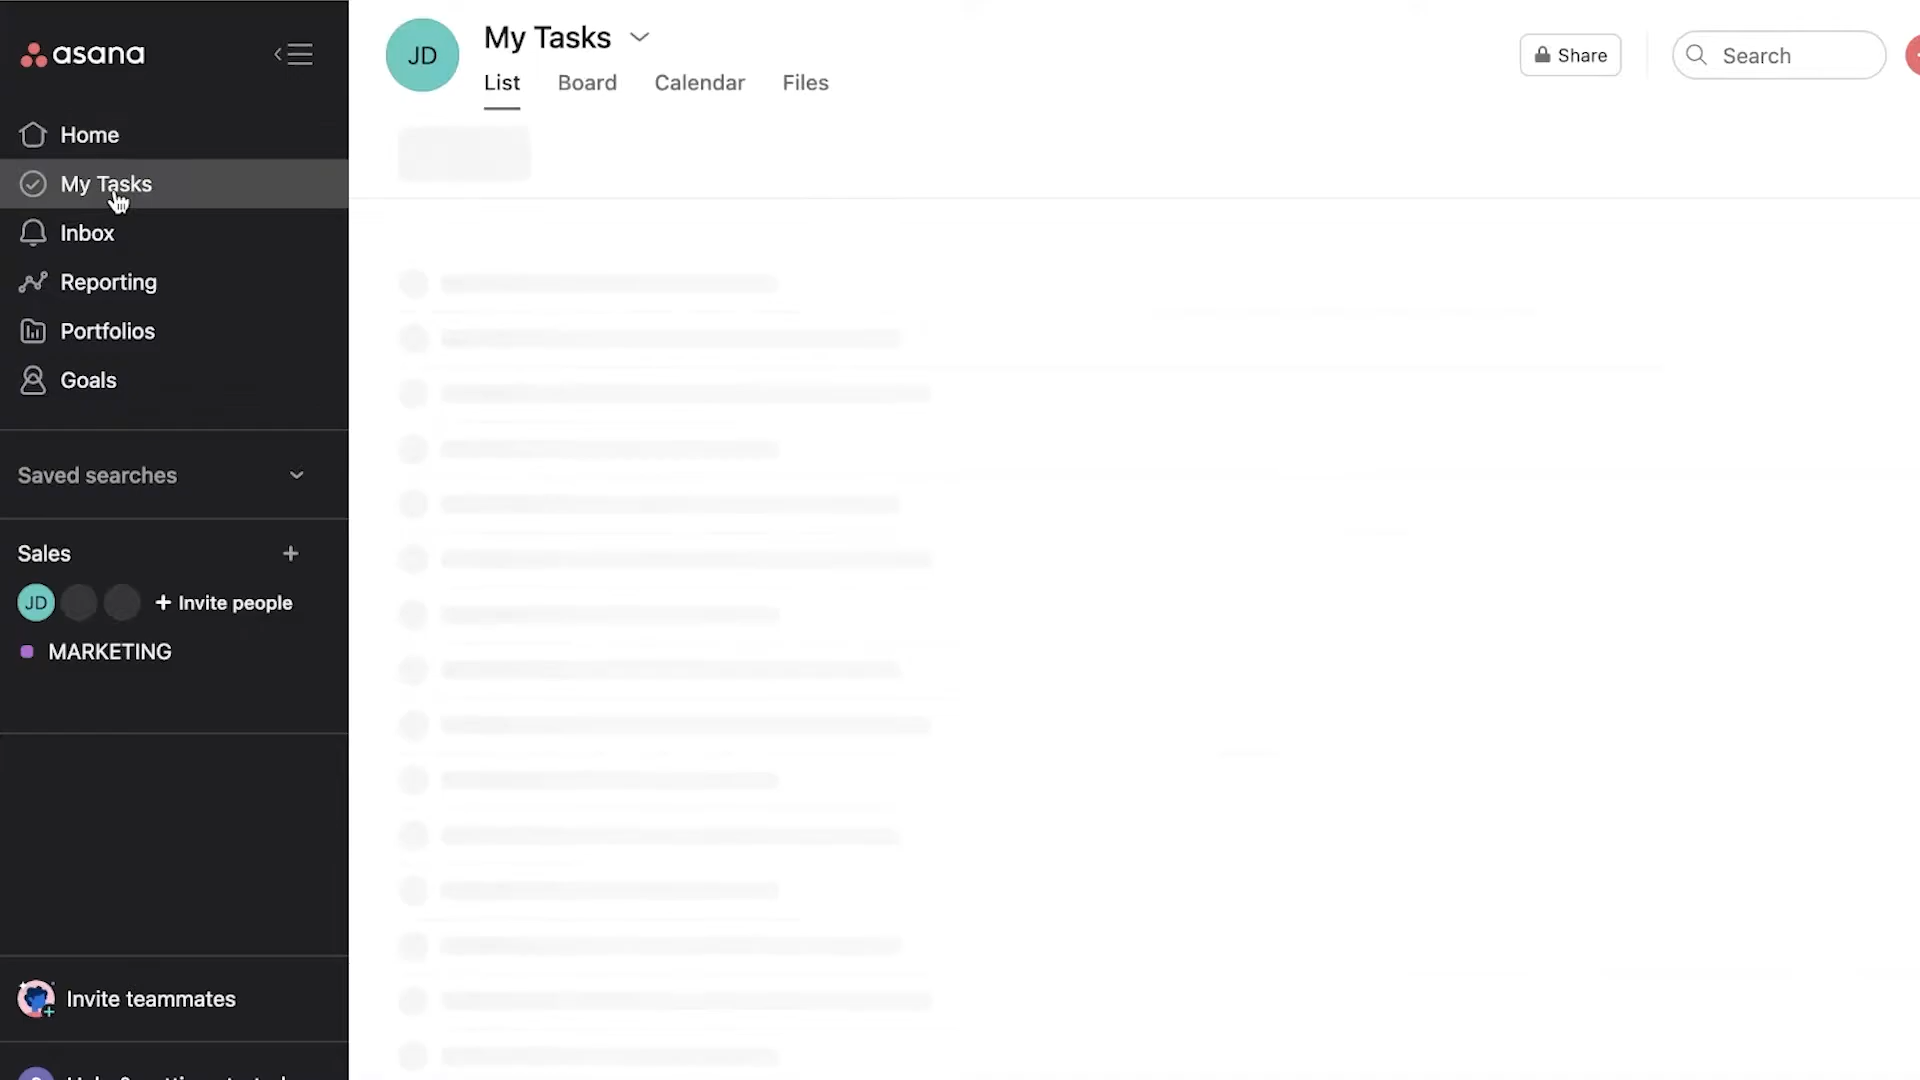 asana
Home
My Tasks
Inbox
Reporting
Portfolios
Goals
Saved searches
Sales
JD
+ Invite people
MARKETING
Invite teammates
JD
My Tasks
List
Board
Calendar
Files
Share
Search